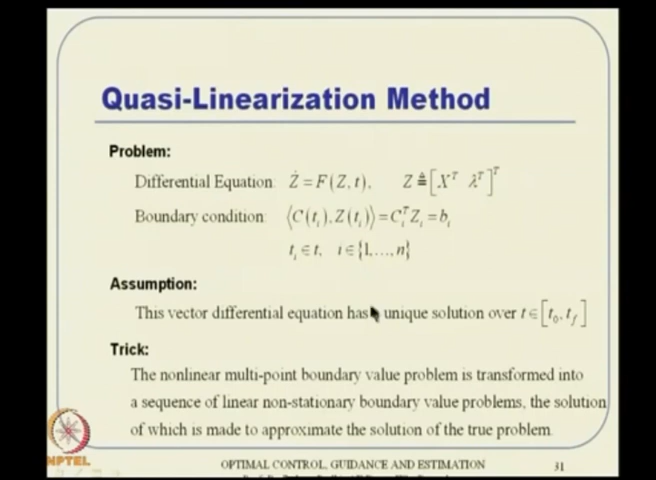 Quasi-Linearization Method
Problem:
Differential Equation: Ż = F(Z, t), Z ≜ [X^T λ^T]^T
Boundary condition: ⟨C(t_i), Z(t_i)⟩ = C_i^T Z_i = b_i
t_i ∈ t, i ∈ {1,…,n}
Assumption:
This vector differential equation has unique solution over t ∈ [t_0, t_f]
Trick:
The nonlinear multi-point boundary value problem is transformed into
a sequence of linear non-stationary boundary value problems, the solution
of which is made to approximate the solution of the true problem.
NPTEL
OPTIMAL CONTROL, GUIDANCE AND ESTIMATION
31